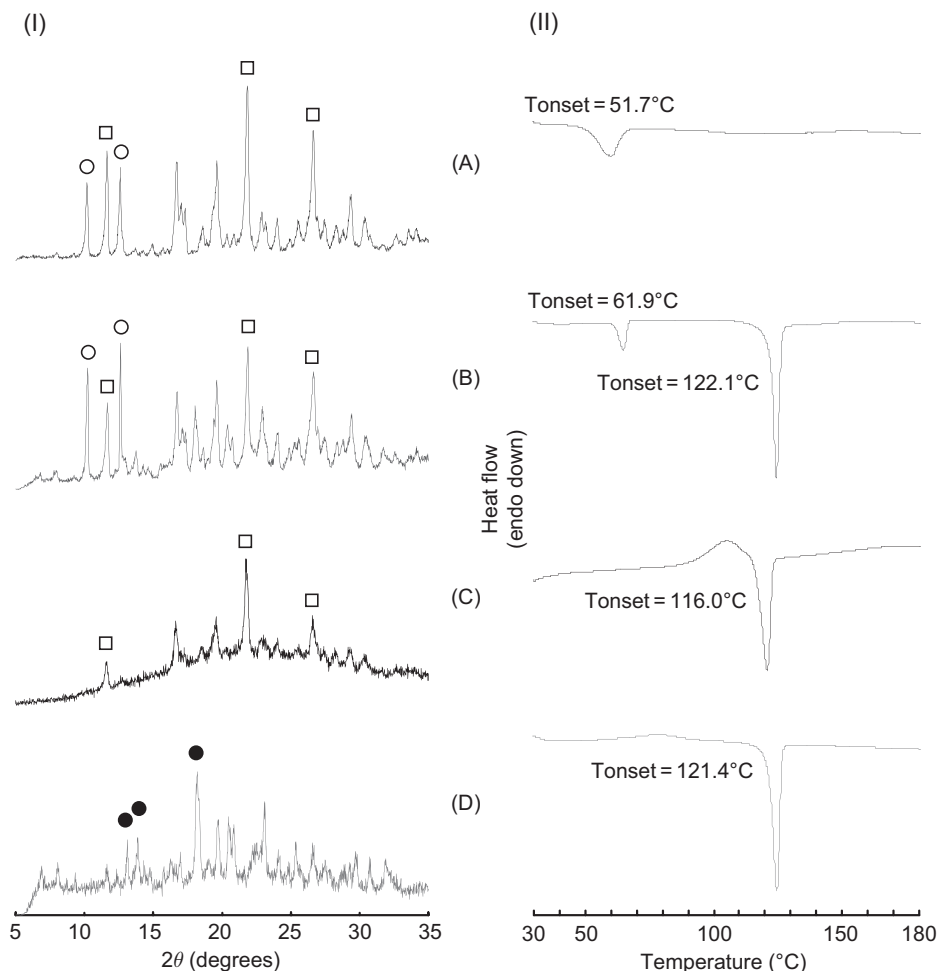 (I)
(II)
Tonset = 51.7°C
(A)
Tonset = 61.9°C
(B)
Tonset = 122.1°C
Heat flow
(endo down)
(C)
Tonset = 116.0°C
(D)
Tonset = 121.4°C
5 10 15 20 25 30 35
2θ (degrees)
30 50 100 150 180
Temperature (°C)